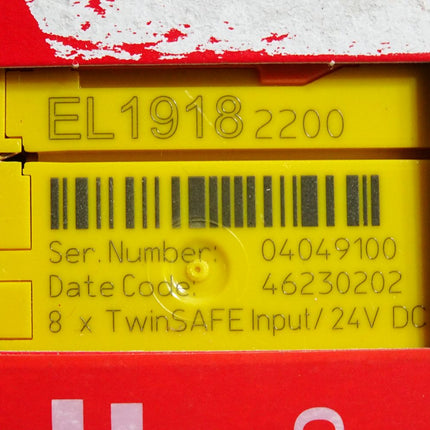 EL1918 2200
Ser. Number: 04049100
Date Code: 46230202
8 x TwinSAFE Input/ 24V DC